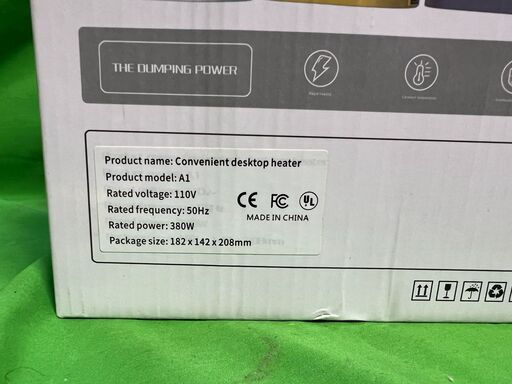 THE DUMPING POWER
Product name: Convenient desktop heater
Product model: A1
Rated voltage: 110V
Rated frequency: 50Hz
Rated power: 380W
Package size: 182 x 142 x 208mm
CE FC UL
MADE IN CHINA